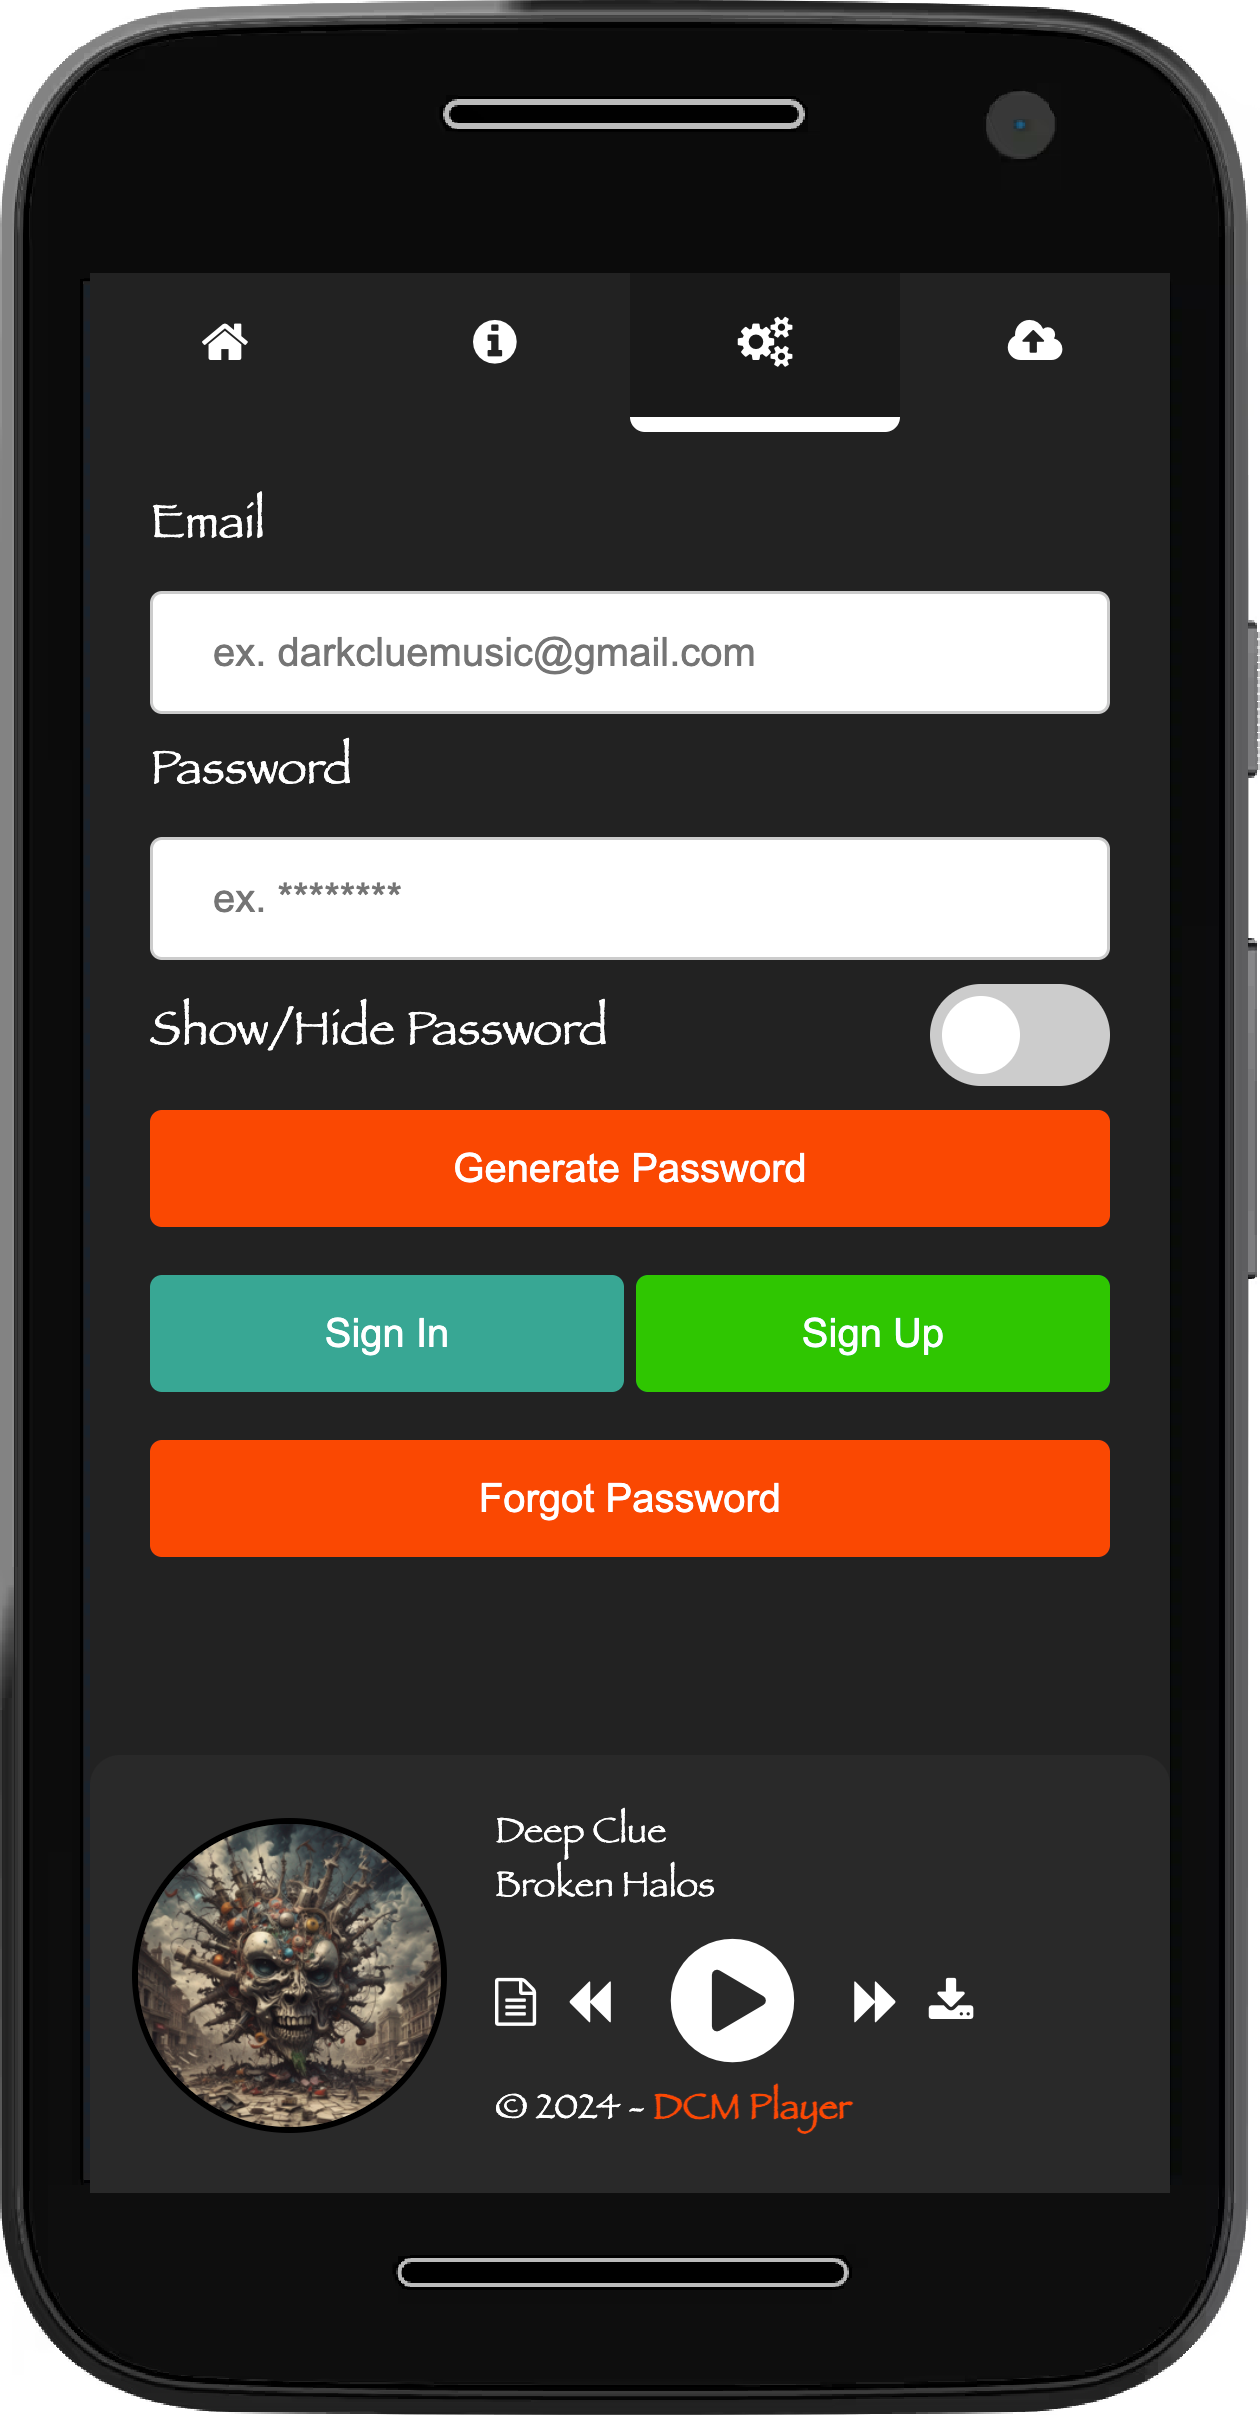 Email
ex. darkcluemusic@gmail.com
Password
ex. ********
Show/Hide Password
Generate Password
Sign In
Sign Up
Forgot Password
Deep Clue
Broken Halos
© 2024 - DCM Player